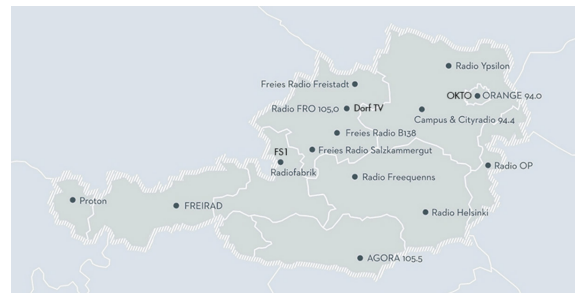 Radio Ypsilon
Freies Radio Freistadt
OKTO ORANGE 94.0
Radio FRO 105,0 Dorf TV
Campus & Cityradio 94.4
Freies Radio B138
FS1
Freies Radio Salzkammergut
Radiofabrik
Radio OP
Radio Freequenns
Proton
FREIRAD
Radio Helsinki
AGORA 105.5